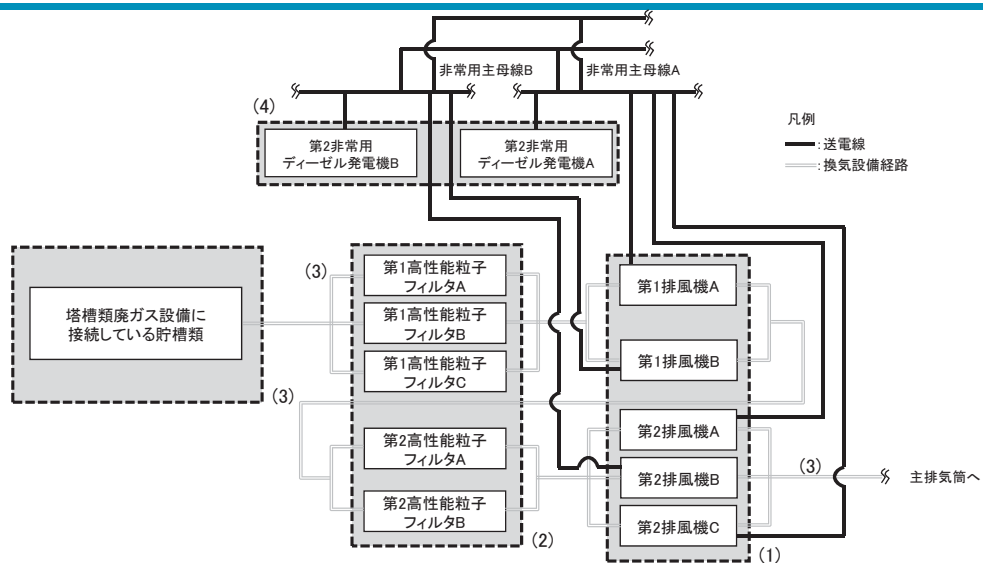 非常用主母線B
非常用主母線A
(4)
第2非常用
ディーゼル発電機B
第2非常用
ディーゼル発電機A
凡例
:送電線
:換気設備経路
塔槽類廃ガス設備に
接続している貯槽類
(3)
(3)
第1高性能粒子
フィルタA
第1高性能粒子
フィルタB
第1高性能粒子
フィルタC
第2高性能粒子
フィルタA
第2高性能粒子
フィルタB
(2)
第1排風機A
第1排風機B
第2排風機A
第2排風機B
第2排風機C
(1)
(3)
主排気筒へ